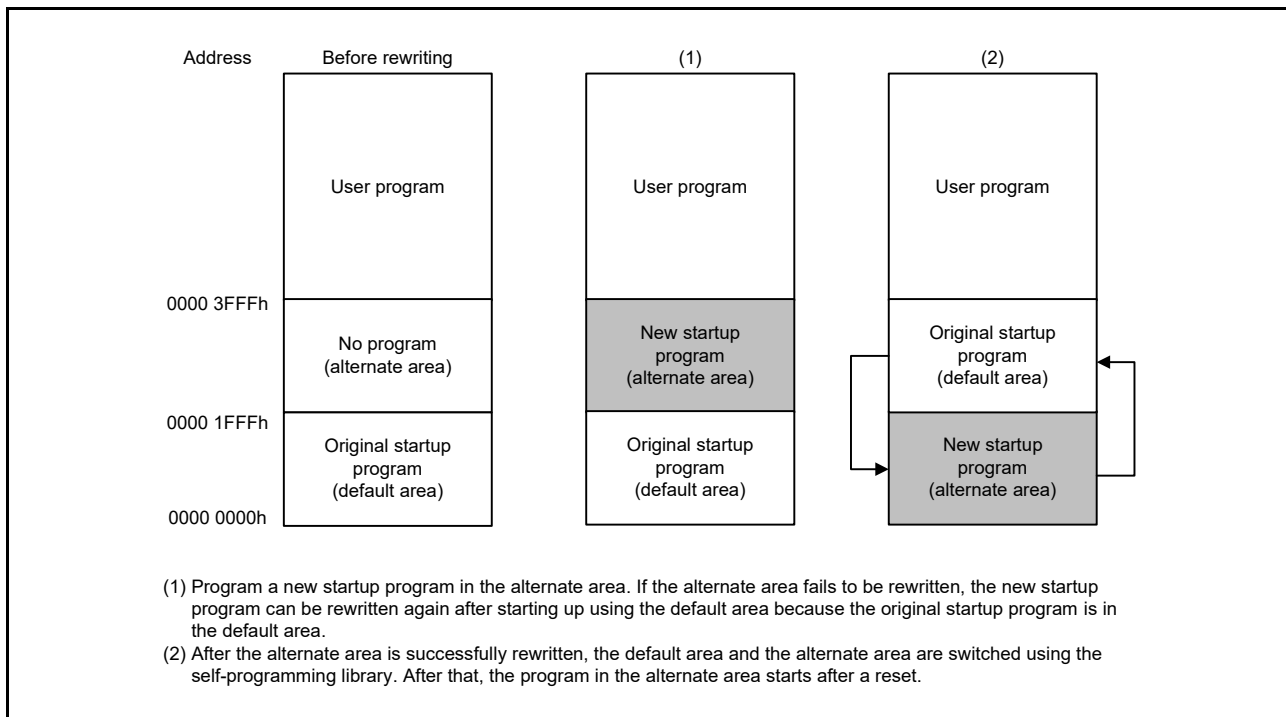 Address Before rewriting (1) (2)
User program User program User program
0000 3FFFh
No program
(alternate area)
New startup
program
(alternate area)
Original startup
program
(default area)
0000 1FFFh
Original startup
program
(default area)
Original startup
program
(default area)
New startup
program
(alternate area)
0000 0000h
(1) Program a new startup program in the alternate area. If the alternate area fails to be rewritten, the new startup
program can be rewritten again after starting up using the default area because the original startup program is in
the default area.
(2) After the alternate area is successfully rewritten, the default area and the alternate area are switched using the
self-programming library. After that, the program in the alternate area starts after a reset.